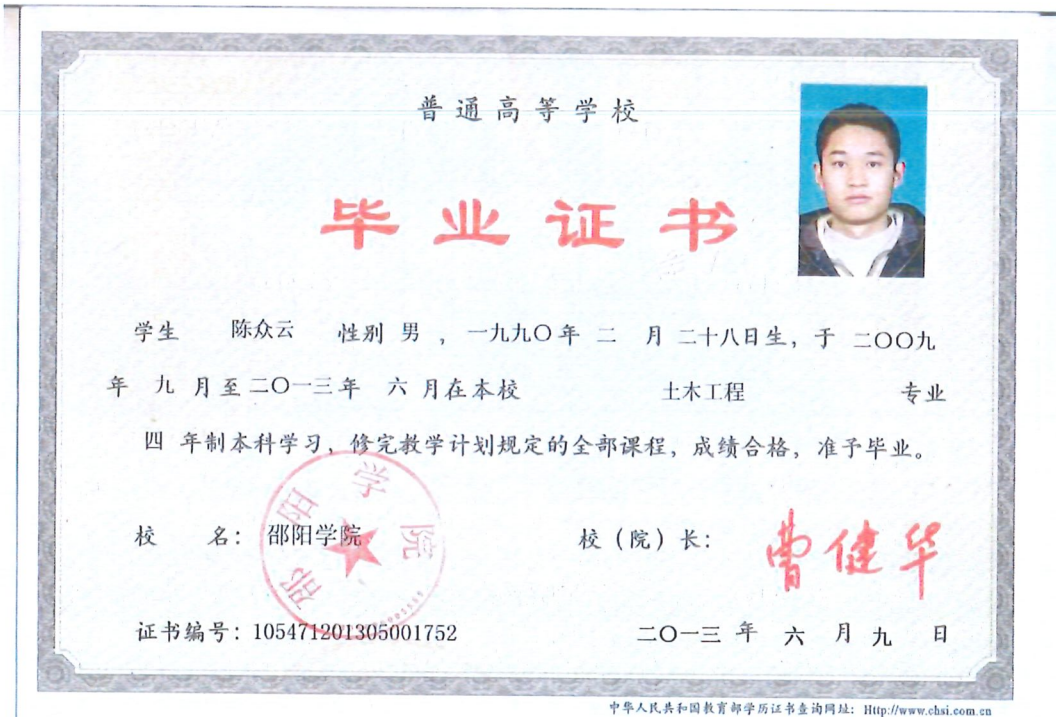 普通高等学校
毕业证书
学生 陈众云 性别 男 ，一九九〇年 二 月 二十八日生，于 二〇〇九
年 九 月至二〇一三年 六 月在本校 土木工程 专业
四 年制本科学习，修完教学计划规定的全部课程，成绩合格，准予毕业。
校 名：邵阳学院 校（院）长：曹健华
邵阳学院
证书编号：105471201305001752 二〇一三 年 六 月 九 日
中华人民共和国教育部学历证书查询网址：Http://www.chsi.com.cn